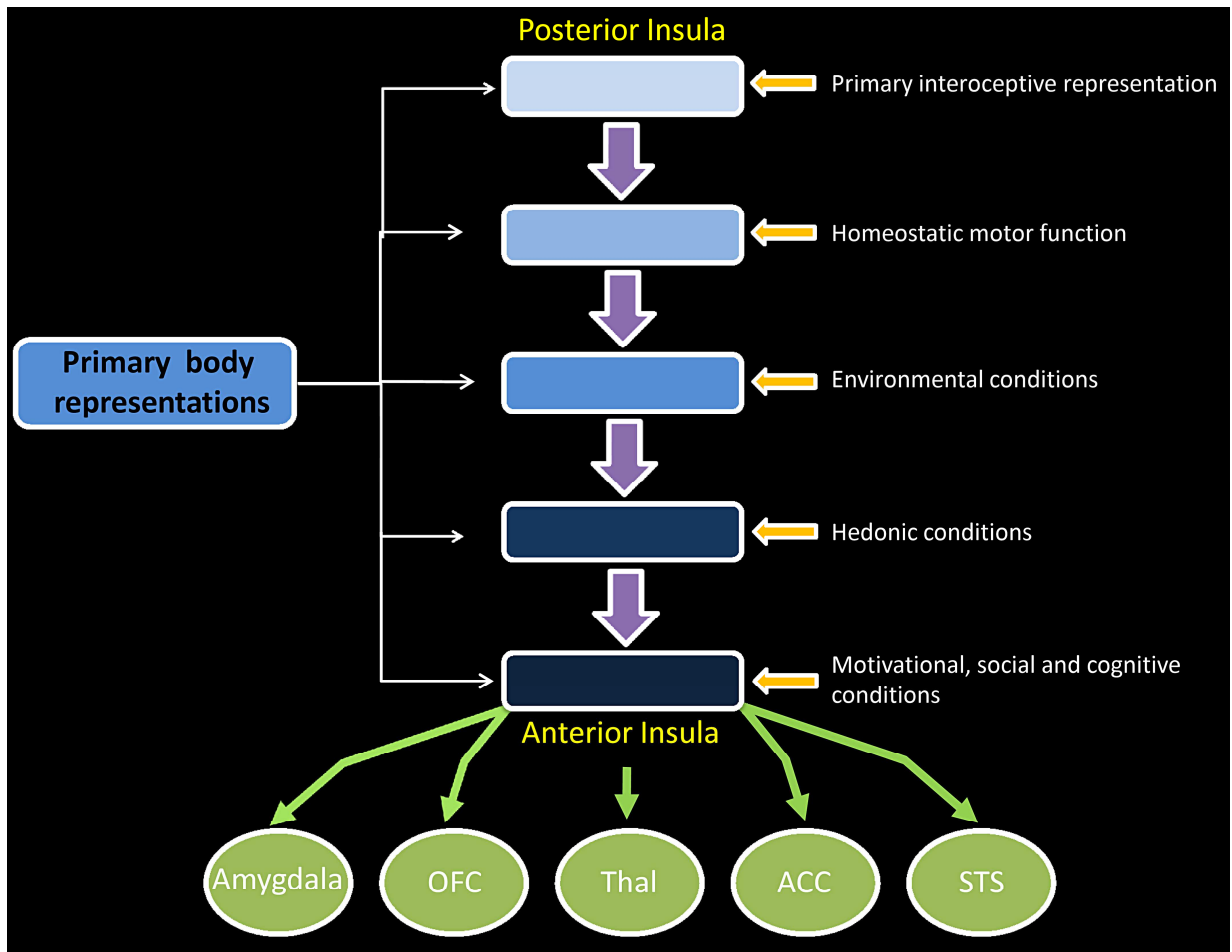 Posterior Insula
Primary interoceptive representation
Homeostatic motor function
Primary body
representations
Environmental conditions
Hedonic conditions
Motivational, social and cognitive
conditions
Anterior Insula
Amygdala
OFC
Thal
ACC
STS